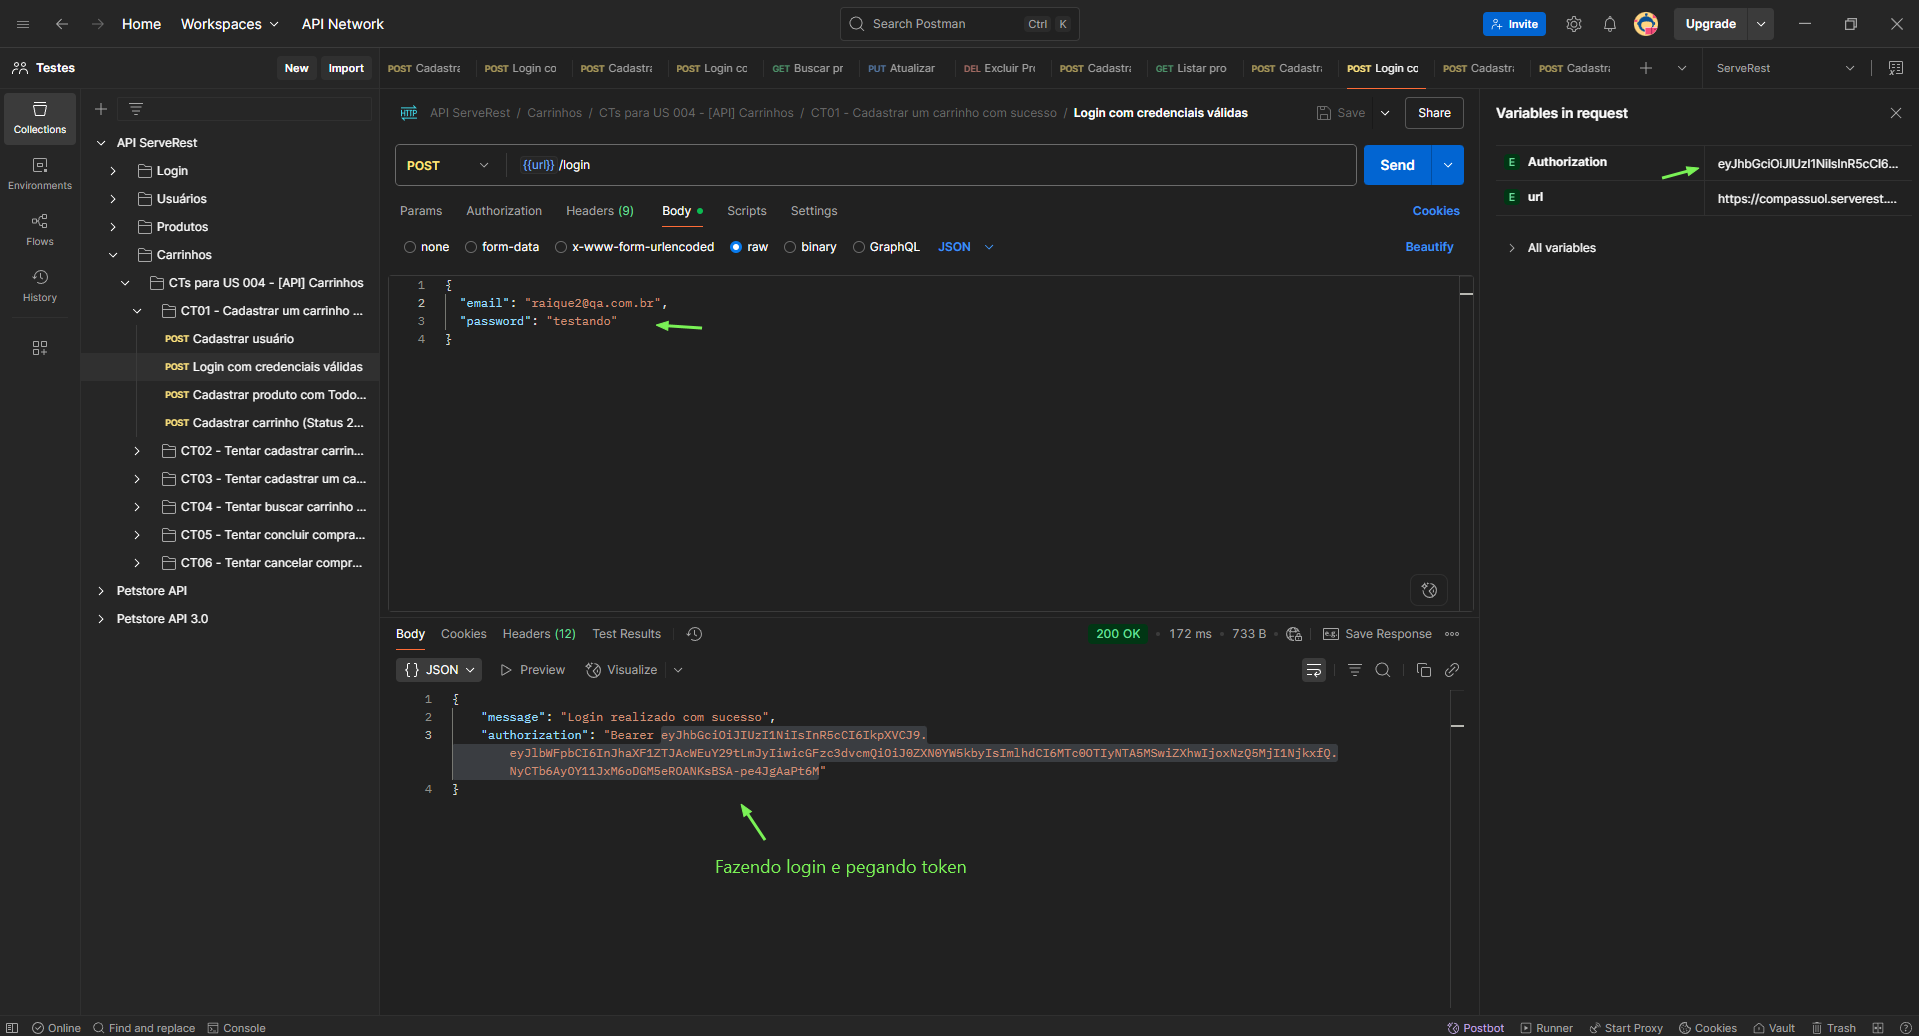 Home Workspaces API Network Search Postman Ctrl K Invite Upgrade
Testes New Import POST Cadastra POST Login co POST Cadastra POST Login co GET Buscar pr PUT Atualizar DEL Excluir Pr POST Cadastra GET Listar pro POST Cadastra POST Login co POST Cadastra POST Cadastra ServeRest
Collections
Environments
Flows
History
API ServeRest
Login
Usuários
Produtos
Carrinhos
CTs para US 004 - [API] Carrinhos
CT01 - Cadastrar um carrinho ...
POST Cadastrar usuário
POST Login com credenciais válidas
POST Cadastrar produto com Todo...
POST Cadastrar carrinho (Status 2...
CT02 - Tentar cadastrar carrin...
CT03 - Tentar cadastrar um ca...
CT04 - Tentar buscar carrinho ...
CT05 - Tentar concluir compra...
CT06 - Tentar cancelar compr...
Petstore API
Petstore API 3.0
HTTP API ServeRest / Carrinhos / CTs para US 004 - [API] Carrinhos / CT01 - Cadastrar um carrinho com sucesso / Login com credenciais válidas Save Share
POST {{url}} /login Send
Params Authorization Headers (9) Body Scripts Settings Cookies
none form-data x-www-form-urlencoded raw binary GraphQL JSON Beautify
1 {
2 "email": "raique2@qa.com.br",
3 "password": "testando"
4 }
Body Cookies Headers (12) Test Results 200 OK 172 ms 733 B e.g. Save Response
{} JSON Preview Visualize
1 {
2 "message": "Login realizado com sucesso",
3 "authorization": "Bearer eyJhbGciOiJIUzI1NiIsInR5cCI6IkpXVCJ9.
eyJlbWFpbCI6InJhaXF1ZTJAcWEuY29tLmJyIiwicGFzc3dvcmQiOiJ0ZXN0YW5kbyIsImlhdCI6MTc0OTIyNTA5MSwiZXhwIjoxNzQ5MjI1NjkxfQ.
NyCTb6AyOY11JxM6oDGM5eROANKsBSA-pe4JgAaPt6M"
4 }
Fazendo login e pegando token
Variables in request
E Authorization eyJhbGciOiJIUzI1NiIsInR5cCI6...
E url https://compassuol.serverest....
All variables
Online Find and replace Console Postbot Runner Start Proxy Cookies Vault Trash